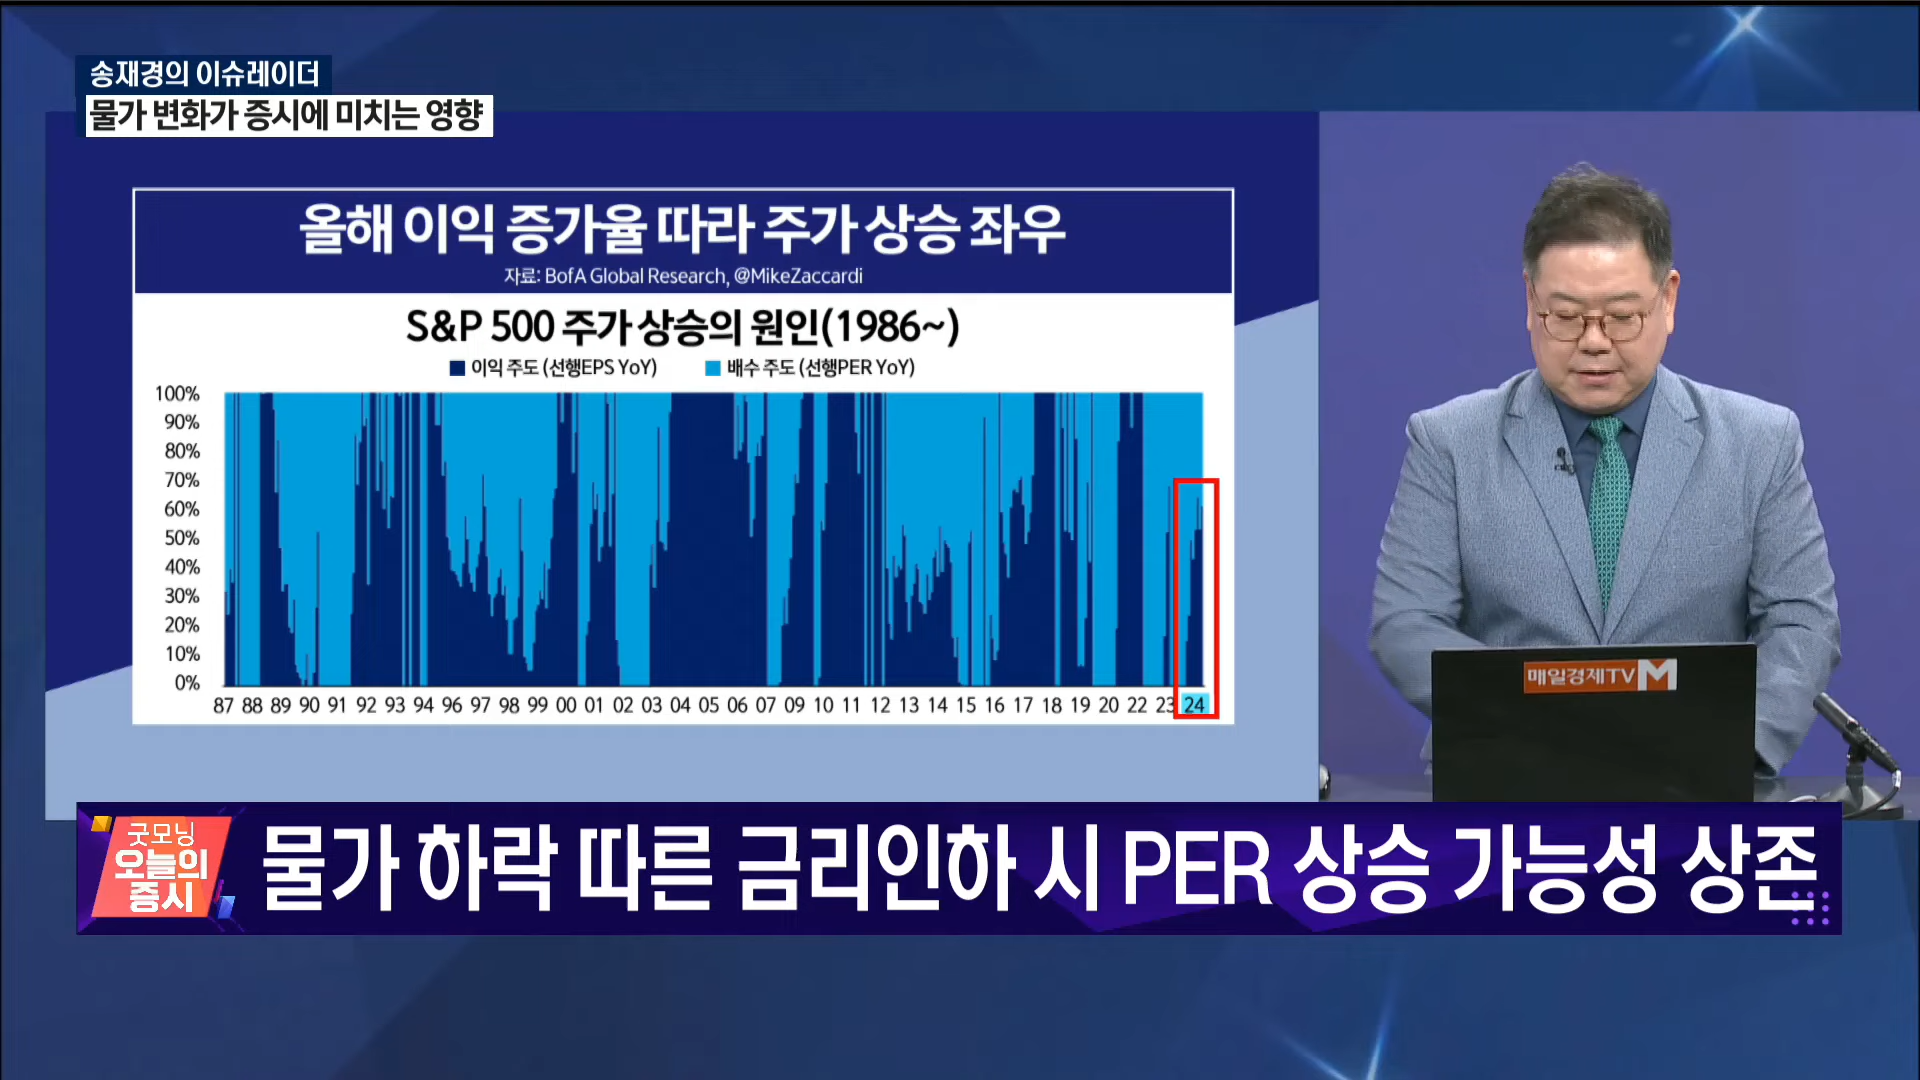 송재경의 이슈레이더
물가 변화가 증시에 미치는 영향
올해 이익 증가율 따라 주가 상승 좌우
자료: BofA Global Research, @MikeZaccardi
S&P 500 주가 상승의 원인(1986~)
이익 주도 (선행EPS YoY) 배수 주도 (선행PER YoY)
100%
90%
80%
70%
60%
50%
40%
30%
20%
10%
0%
87 88 89 90 91 92 93 94 96 97 98 99 00 01 02 03 04 05 06 07 09 10 11 12 13 14 15 16 17 18 19 20 22 23 24
매일경제TV M
굿모닝
오늘의
증시
물가 하락 따른 금리인하 시 PER 상승 가능성 상존